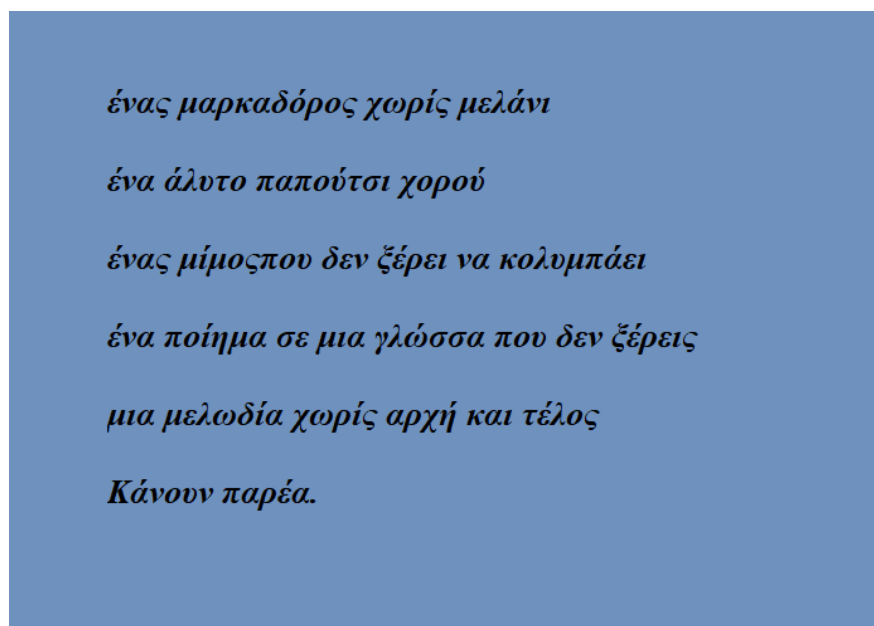 ένας μαρκαδόρος χωρίς μελάνι
ένα άλυτο παπούτσι χορού
ένας μίμοςπου δεν ξέρει να κολυμπάει
ένα ποίημα σε μια γλώσσα που δεν ξέρεις
μια μελωδία χωρίς αρχή και τέλος
Κάνουν παρέα.